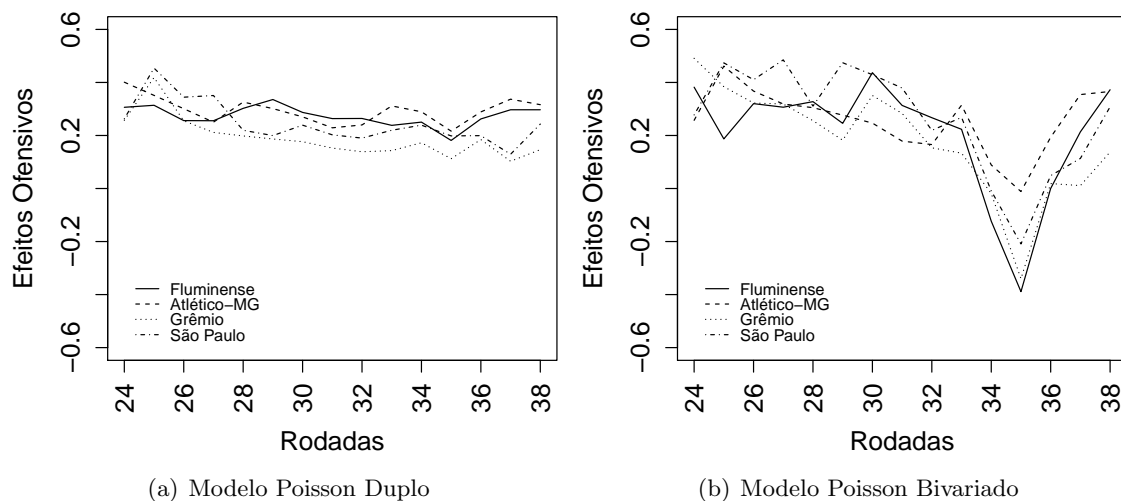 Efeitos Ofensivos
0.6
0.2
−0.2
−0.6
Fluminense
Atlético−MG
Grêmio
São Paulo
24
26
28
30
32
34
36
38
Rodadas
(a) Modelo Poisson Duplo
Efeitos Ofensivos
0.6
0.2
−0.2
−0.6
Fluminense
Atlético−MG
Grêmio
São Paulo
24
26
28
30
32
34
36
38
Rodadas
(b) Modelo Poisson Bivariado